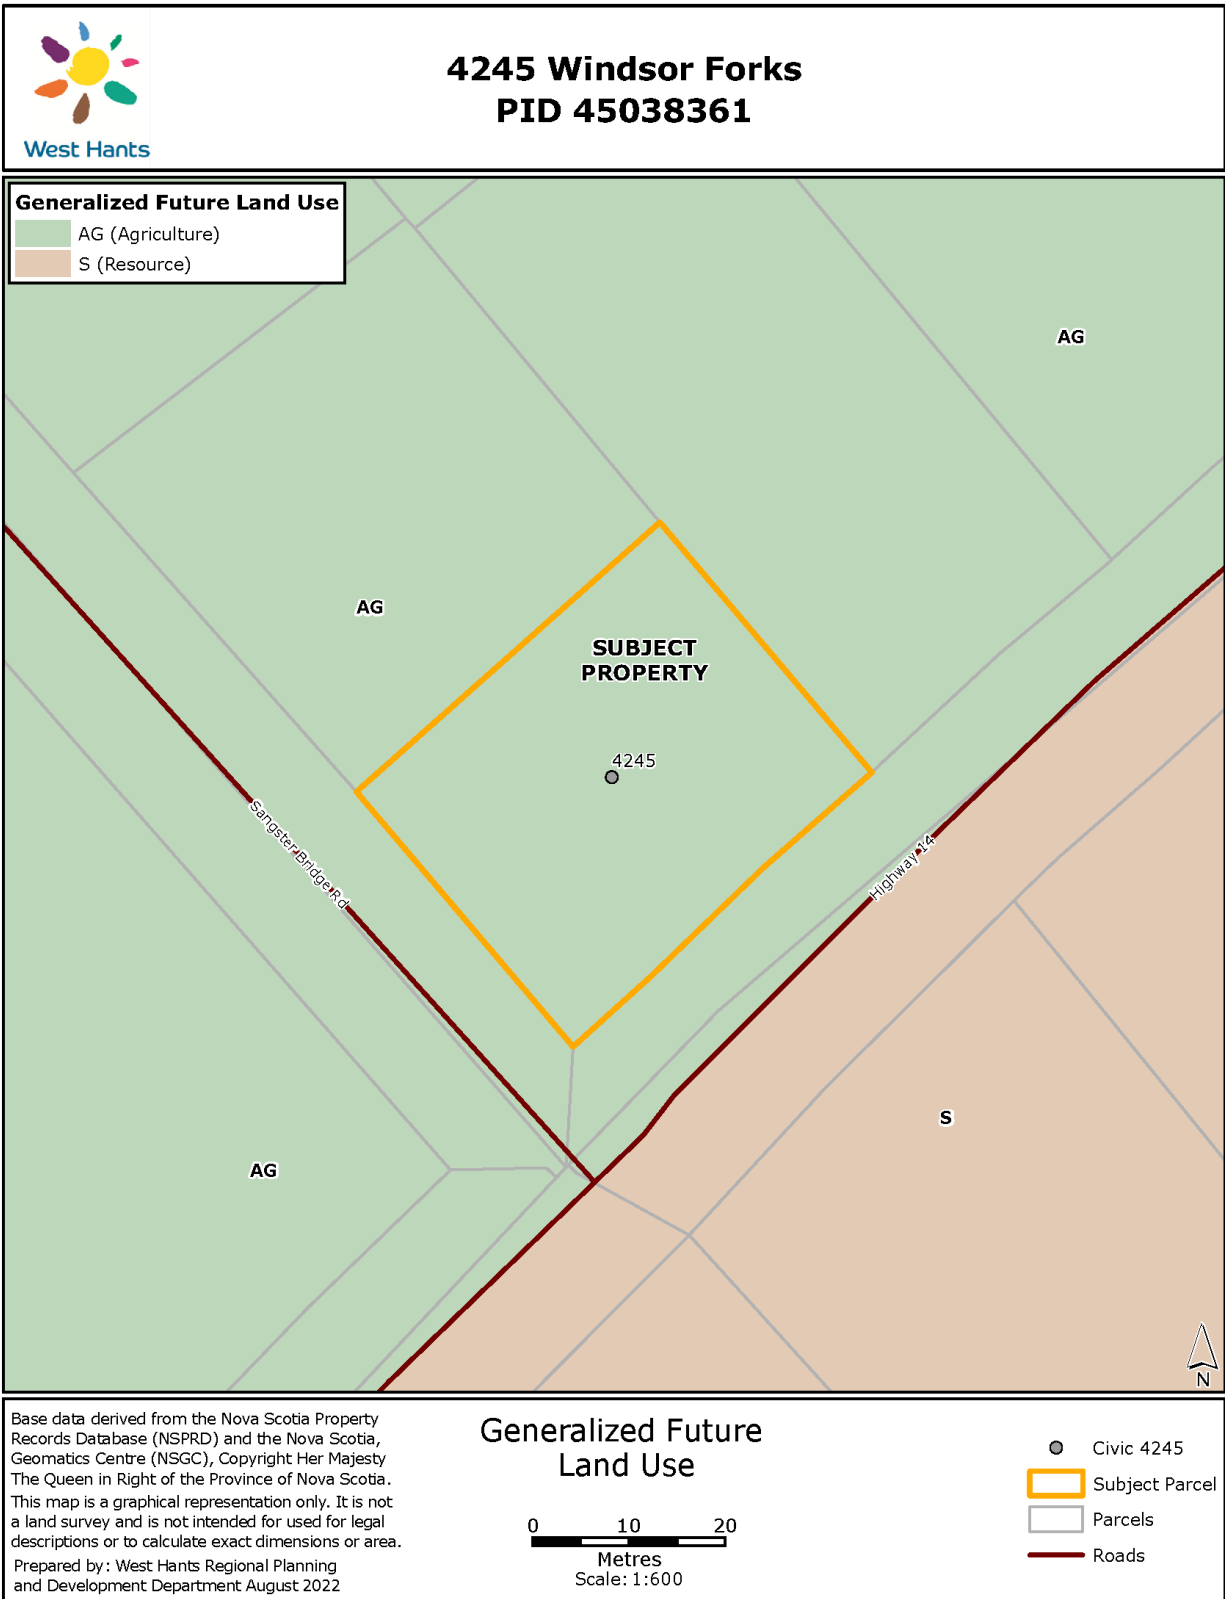 4245 Windsor Forks
PID 45038361
West Hants
Generalized Future Land Use
AG (Agriculture)
S (Resource)
AG
AG
SUBJECT
PROPERTY
4245
Sangster Bridge Rd
Highway 14
S
AG
N
Base data derived from the Nova Scotia Property
Records Database (NSPRD) and the Nova Scotia,
Geomatics Centre (NSGC), Copyright Her Majesty
The Queen in Right of the Province of Nova Scotia.
This map is a graphical representation only. It is not
a land survey and is not intended for used for legal
descriptions or to calculate exact dimensions or area.
Prepared by: West Hants Regional Planning
and Development Department August 2022
Generalized Future
Land Use
0 10 20
Metres
Scale: 1:600
Civic 4245
Subject Parcel
Parcels
Roads